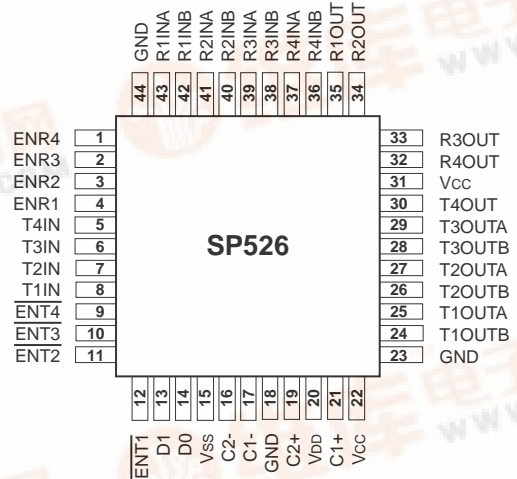 GND R1INA R1INB R2INA R2INB R3INA R3INB R4INA R4INB R1OUT R2OUT
44 43 42 41 40 39 38 37 36 35 34
ENR4 1
ENR3 2
ENR2 3
ENR1 4
T4IN 5
T3IN 6
T2IN 7
T1IN 8
ENT4 9
ENT3 10
ENT2 11
SP526
33 R3OUT
32 R4OUT
31 Vcc
30 T4OUT
29 T3OUTA
28 T3OUTB
27 T2OUTA
26 T2OUTB
25 T1OUTA
24 T1OUTB
23 GND
12 13 14 15 16 17 18 19 20 21 22
ENT1 D1 D0 Vss C2- C1- GND C2+ VDD C1+ Vcc